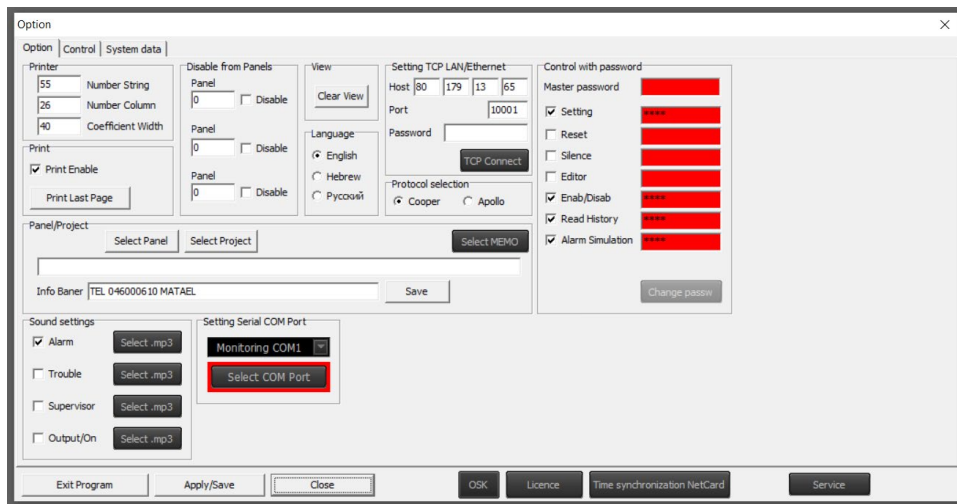 Option
Option Control System data
Printer
55 Number String
26 Number Column
40 Coefficient Width
Print
Print Enable
Print Last Page
Disable from Panels
Panel
0 Disable
Panel
0 Disable
Panel
0 Disable
View
Clear View
Language
English
Hebrew
Русский
Setting TCP LAN/Ethernet
Host 80 179 13 65
Port 10001
Password
TCP Connect
Protocol selection
Cooper Apollo
Control with password
Master password
Setting ****
Reset
Silence
Editor
Enab/Disab ****
Read History ****
Alarm Simulation ****
Change passw
Panel/Project
Select Panel Select Project Select MEMO
Info Baner TEL 046000610 MATAEL Save
Sound settings
Alarm Select .mp3
Trouble Select .mp3
Supervisor Select .mp3
Output/On Select .mp3
Setting Serial COM Port
Monitoring COM1
Select COM Port
Exit Program Apply/Save Close OSK Licence Time synchronization NetCard Service